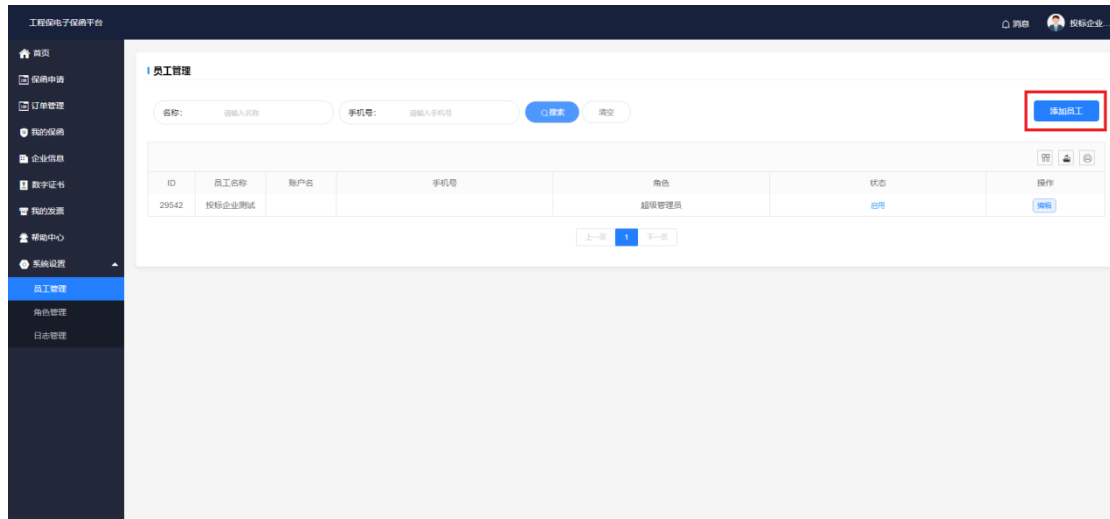 工程保电子保函平台
消息
投标企业...
首页
保函申请
订单管理
我的保函
企业信息
数字证书
我的发票
帮助中心
系统设置
员工管理
角色管理
日志管理
员工管理
名称： 请输入名称 手机号： 请输入手机号 搜索 清空 添加员工
ID 员工名称 账户名 手机号 角色 状态 操作
29542 投标企业测试 超级管理员 启用 编辑
上一页 1 下一页